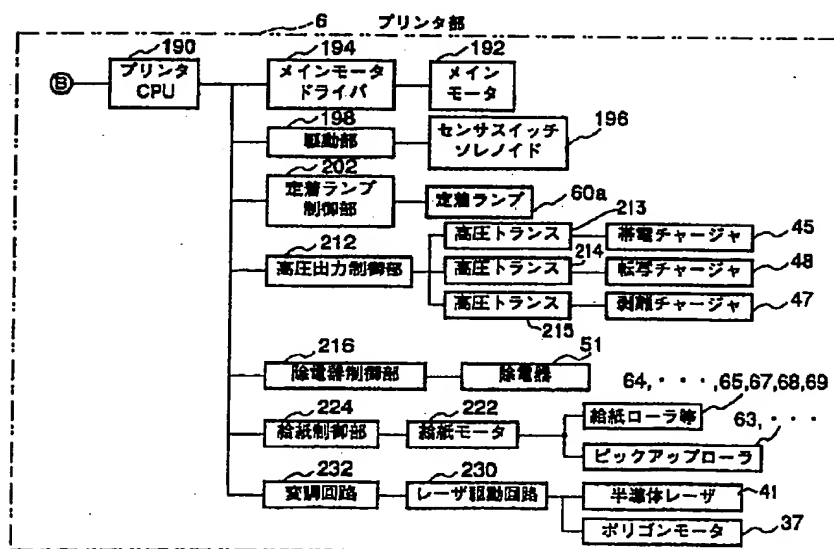 6 プリンタ部
190 194 192
Ⓑ プリンタ
CPU
メインモータ
ドライバ
メイン
モータ
198
駆動部
センサスイッチ
ソレノイド
196
202
定着ランプ
制御部
定着ランプ
60a
212
高圧出力制御部
高圧トランス
213
帯電チャージャ
45
高圧トランス
214
転写チャージャ
48
高圧トランス
215
剥離チャージャ
47
216
除電器制御部
51
除電器
64,・・・,65,67,68,69
224
給紙制御部
222
給紙モータ
給紙ローラ等
63,・・・
ピックアップローラ
232
変調回路
230
レーザ駆動回路
半導体レーザ
41
ポリゴンモータ
37